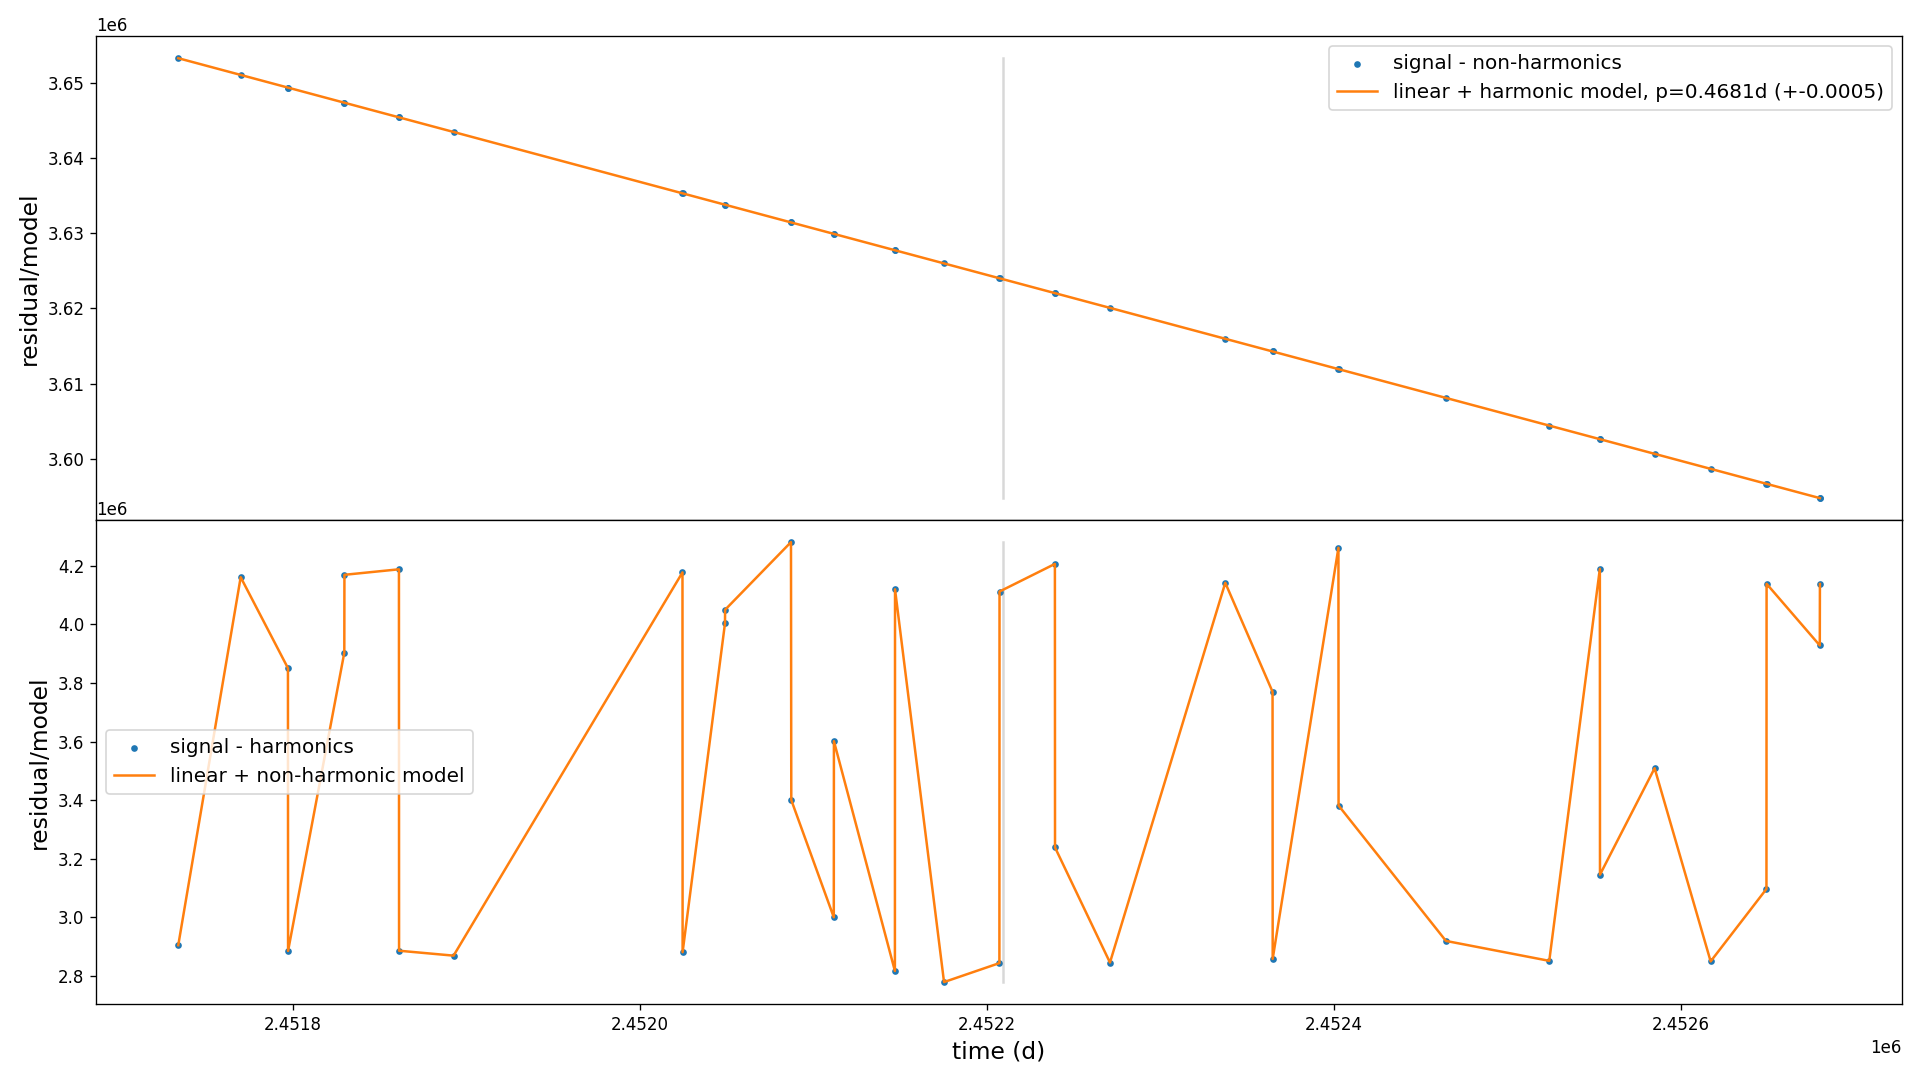 1e6
signal - non-harmonics
linear + harmonic model, p=0.4681d (+-0.0005)
residual/model
3.65
3.64
3.63
3.62
3.61
3.60
1e6
4.2
4.0
3.8
3.6
3.4
3.2
3.0
2.8
residual/model
signal - harmonics
linear + non-harmonic model
2.4518
2.4520
2.4522
2.4524
2.4526
time (d)
1e6